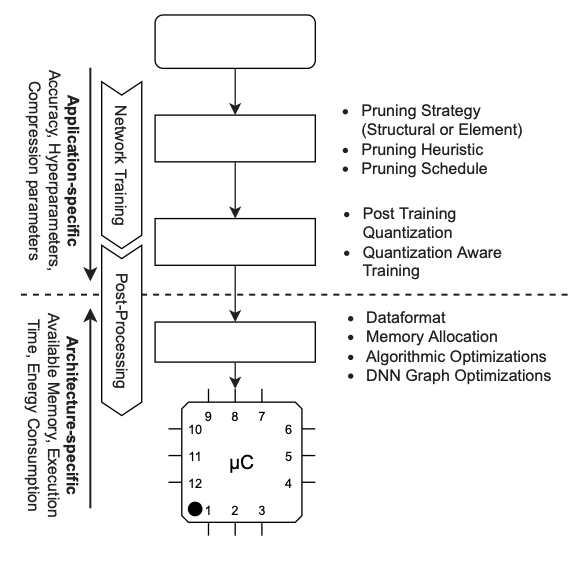 Application-specific
Accuracy, Hyperparameters,
Compression parameters
Network Training
• Pruning Strategy
(Structural or Element)
• Pruning Heuristic
• Pruning Schedule
• Post Training
Quantization
• Quantization Aware
Training
Post-Processing
Architecture-specific
Available Memory, Execution
Time, Energy Consumption
• Dataformat
• Memory Allocation
• Algorithmic Optimizations
• DNN Graph Optimizations
9 8 7
10 6
µC
11 5
12 4
1 2 3